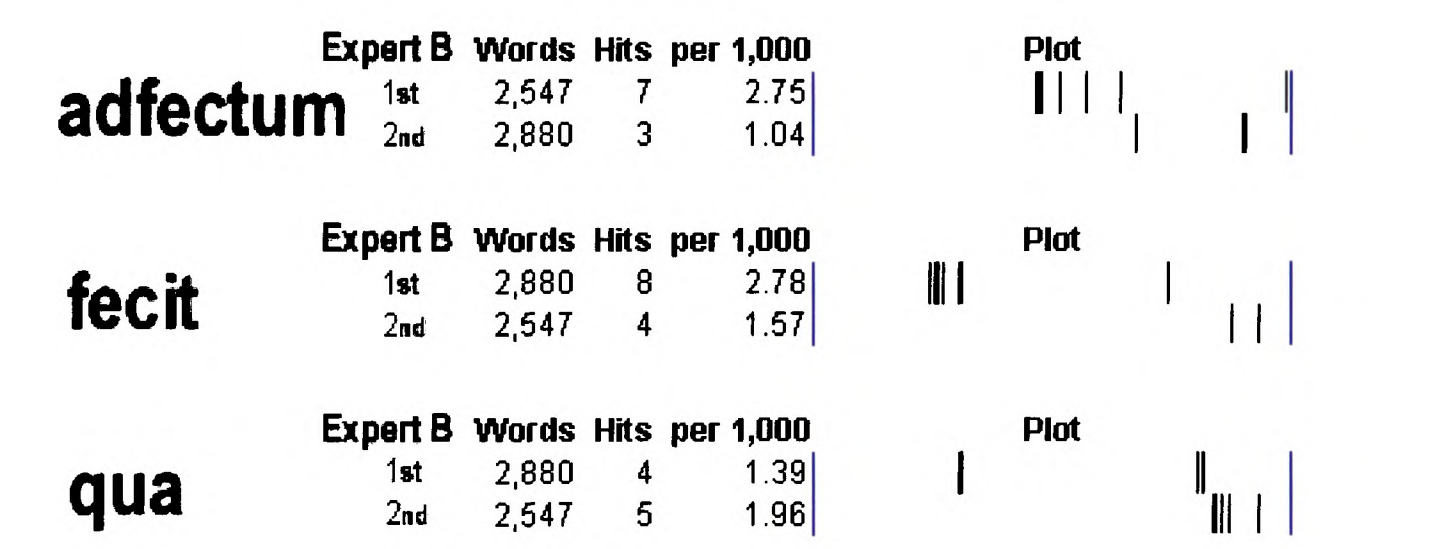 Expert B Words Hits per 1,000 Plot
adfectum 1st 2,547 7 2.75
2nd 2,880 3 1.04
Expert B Words Hits per 1,000 Plot
fecit 1st 2,880 8 2.78
2nd 2,547 4 1.57
Expert B Words Hits per 1,000 Plot
qua 1st 2,880 4 1.39
2nd 2,547 5 1.96